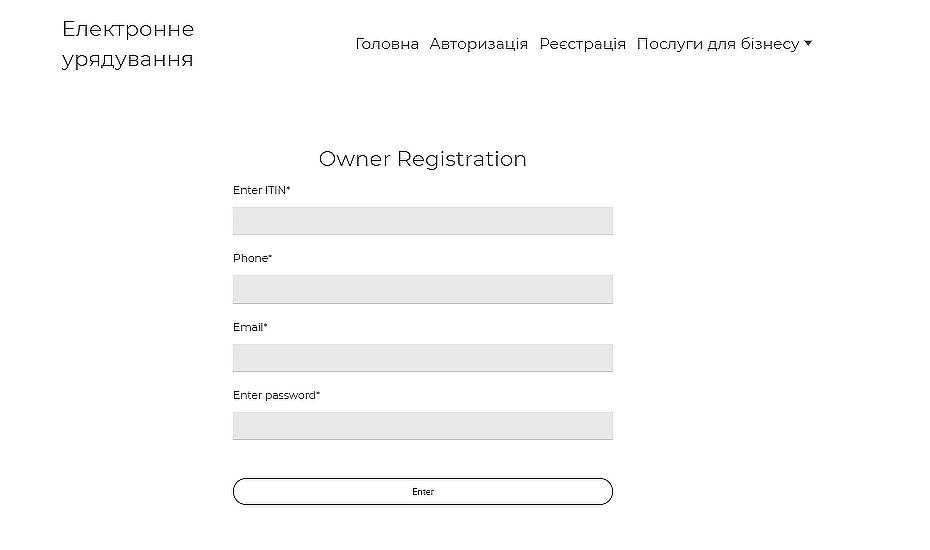 Електронне
урядування
Головна Авторизація Реєстрація Послуги для бізнесу
Owner Registration
Enter ITIN*
Phone*
Email*
Enter password*
Enter